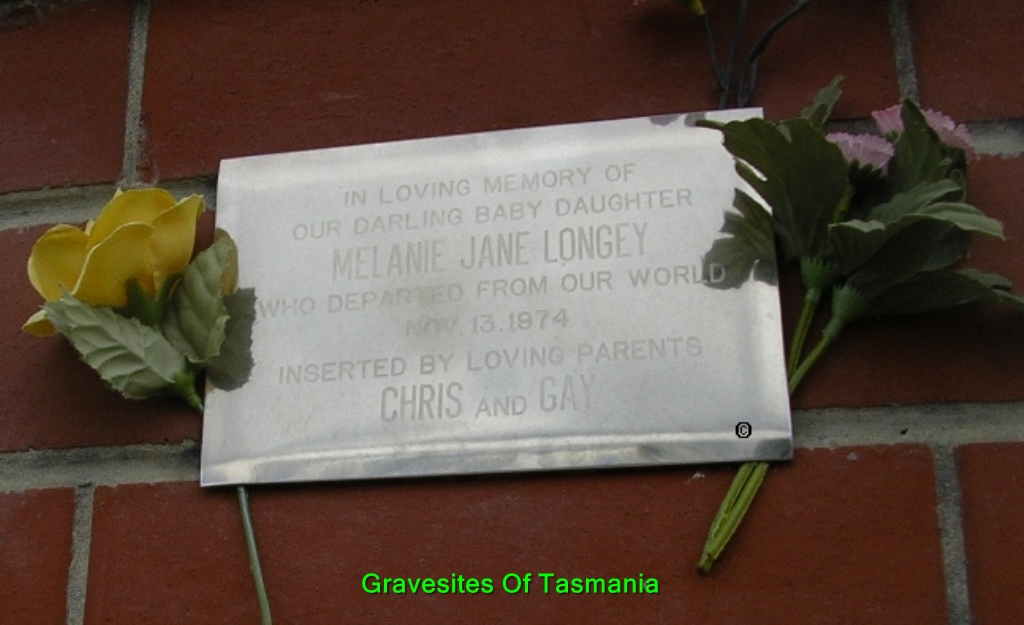 IN LOVING MEMORY OF
OUR DARLING BABY DAUGHTER
MELANIE JANE LONGEY
WHO DEPARTED FROM OUR WORLD
NOV. 13. 1974
INSERTED BY LOVING PARENTS
CHRIS AND GAY
©
Gravesites Of Tasmania